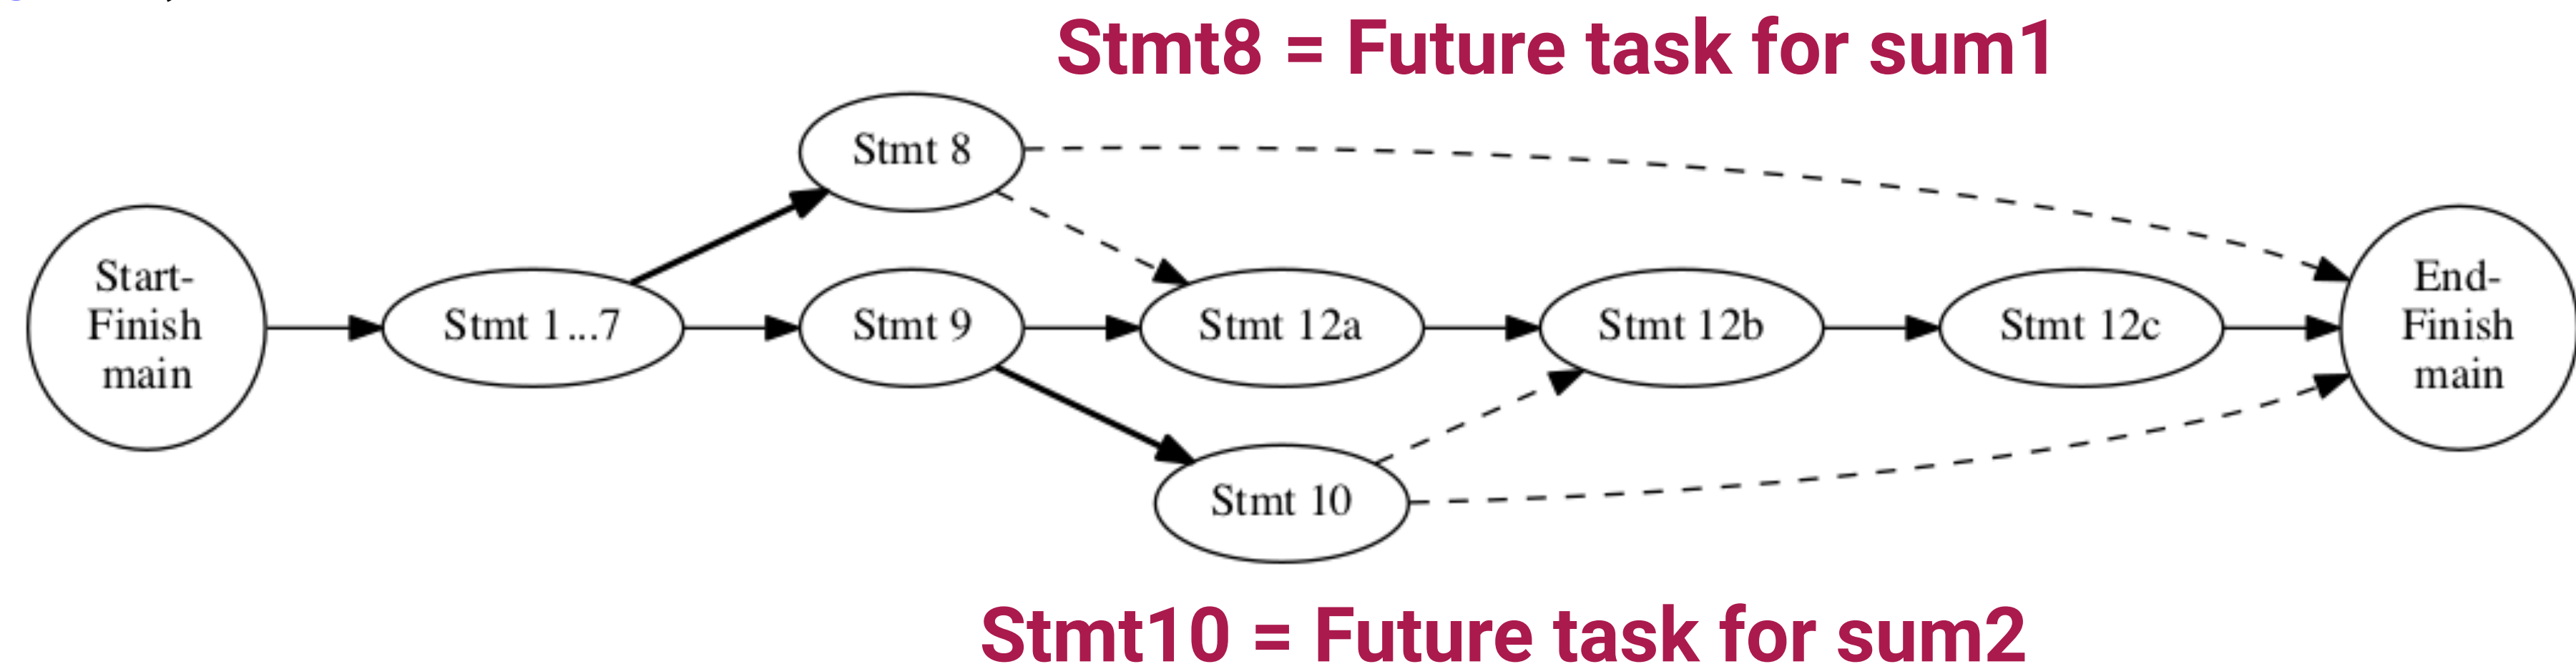 Stmt8 = Future task for sum1
Stmt 8
Start-
Finish
main
Stmt 1...7
Stmt 9
Stmt 12a
Stmt 12b
Stmt 12c
End-
Finish
main
Stmt 10
Stmt10 = Future task for sum2